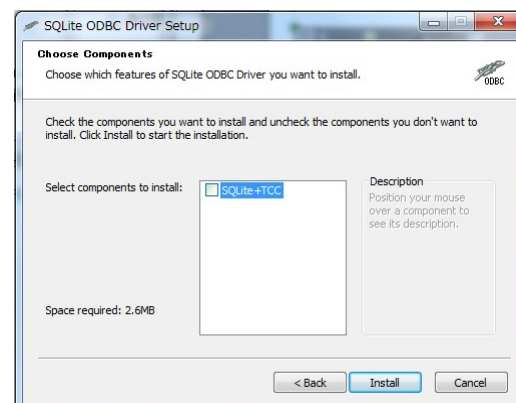 SQLite ODBC Driver Setup
Choose Components
Choose which features of SQLite ODBC Driver you want to install.
ODBC
Check the components you want to install and uncheck the components you don't want to
install. Click Install to start the installation.
Select components to install:
SQLite+TCC
Description
Position your mouse
over a component to
see its description.
Space required: 2.6MB
< Back
Install
Cancel